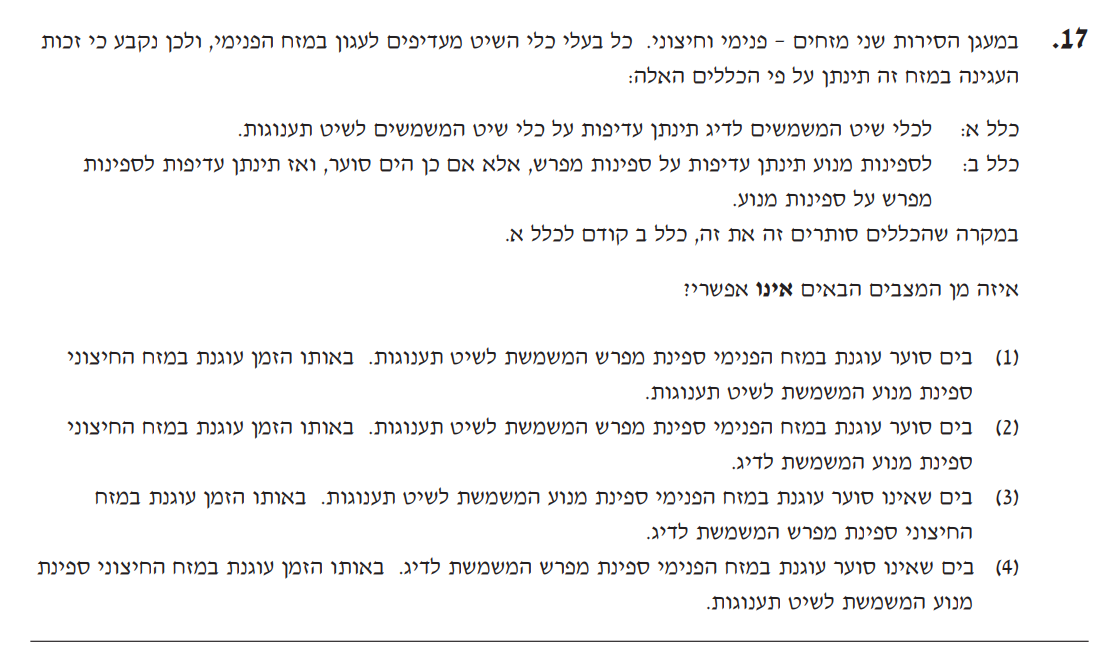 17. במעגן הסירות שני מזחים – פנימי וחיצוני. כל בעלי כלי השיט מעדיפים לעגון במזח הפנימי, ולכן נקבע כי זכות
העגינה במזח זה תינתן על פי הכללים האלה:
כלל א: לכלי שיט המשמשים לדיג תינתן עדיפות על כלי שיט המשמשים לשיט תענוגות.
כלל ב: לספינות מנוע תינתן עדיפות על ספינות מפרש, אלא אם כן הים סוער, ואז תינתן עדיפות לספינות
מפרש על ספינות מנוע.
במקרה שהכללים סותרים זה את זה, כלל ב קודם לכלל א.
איזה מן המצבים הבאים אינו אפשרי?
(1) בים סוער עוגנת במזח הפנימי ספינת מפרש המשמשת לשיט תענוגות. באותו הזמן עוגנת במזח החיצוני
ספינת מנוע המשמשת לשיט תענוגות.
(2) בים סוער עוגנת במזח הפנימי ספינת מפרש המשמשת לשיט תענוגות. באותו הזמן עוגנת במזח החיצוני
ספינת מנוע המשמשת לדיג.
(3) בים שאינו סוער עוגנת במזח הפנימי ספינת מנוע המשמשת לשיט תענוגות. באותו הזמן עוגנת במזח
החיצוני ספינת מפרש המשמשת לדיג.
(4) בים שאינו סוער עוגנת במזח הפנימי ספינת מפרש המשמשת לדיג. באותו הזמן עוגנת במזח החיצוני ספינת
מנוע המשמשת לשיט תענוגות.